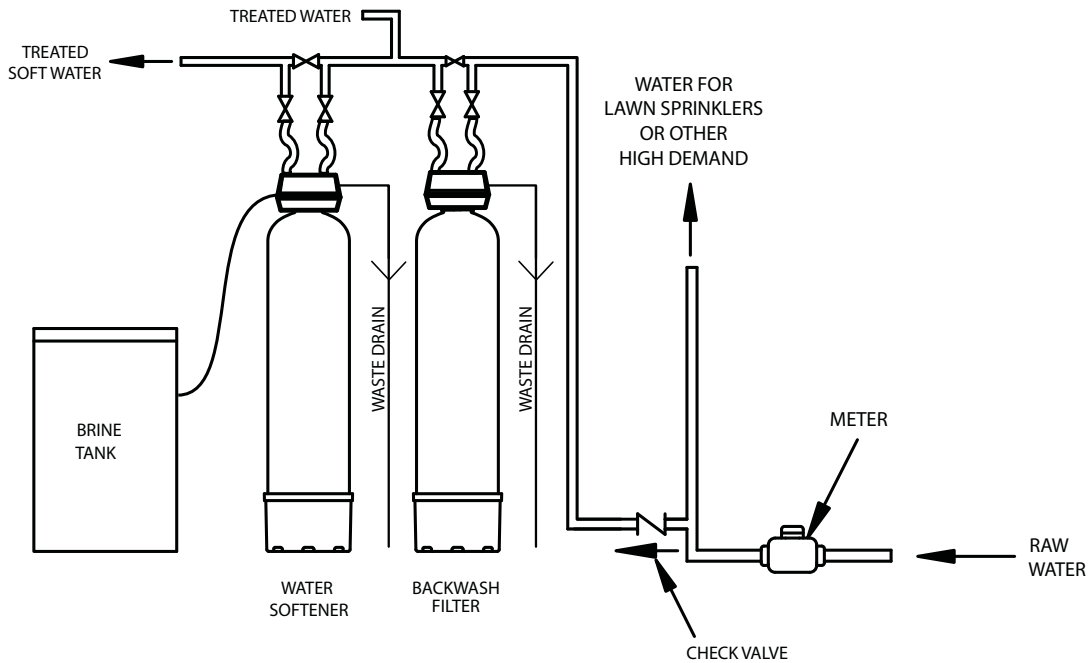 TREATED WATER
TREATED
SOFT WATER
WATER FOR
LAWN SPRINKLERS
OR OTHER
HIGH DEMAND
WASTE DRAIN
WASTE DRAIN
BRINE
TANK
METER
RAW
WATER
WATER
SOFTENER
BACKWASH
FILTER
CHECK VALVE